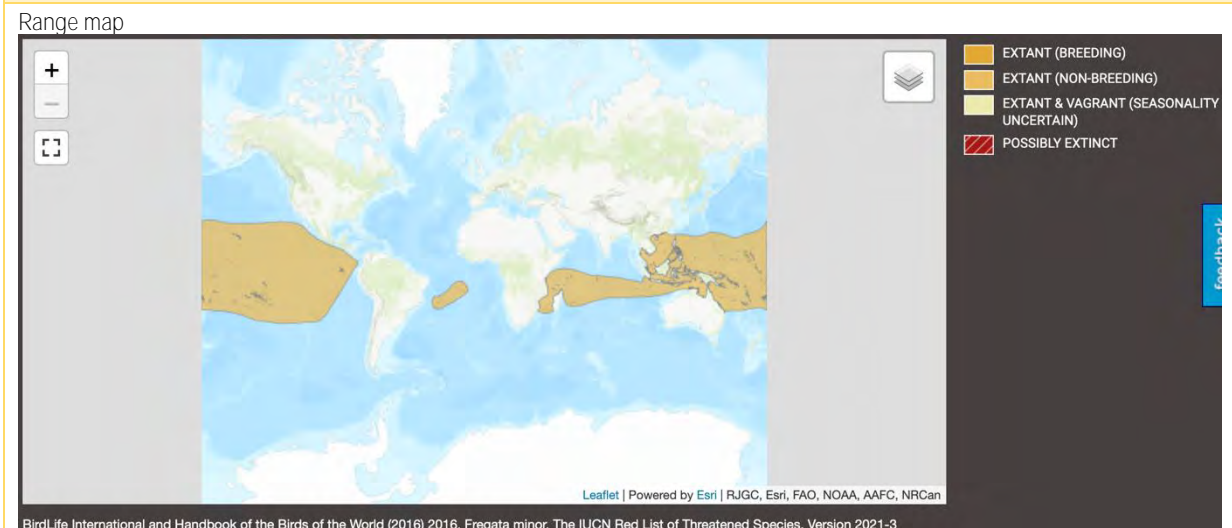 Range map
+
EXTANT (BREEDING)
EXTANT (NON-BREEDING)
EXTANT & VAGRANT (SEASONALITY
UNCERTAIN)
POSSIBLY EXTINCT
feedback
Leaflet | Powered by Esri | RJGC, Esri, FAO, NOAA, AAFC, NRCan
BirdLife International and Handbook of the Birds of the World (2016) 2016. Fregata minor. The IUCN Red List of Threatened Species. Version 2021-3